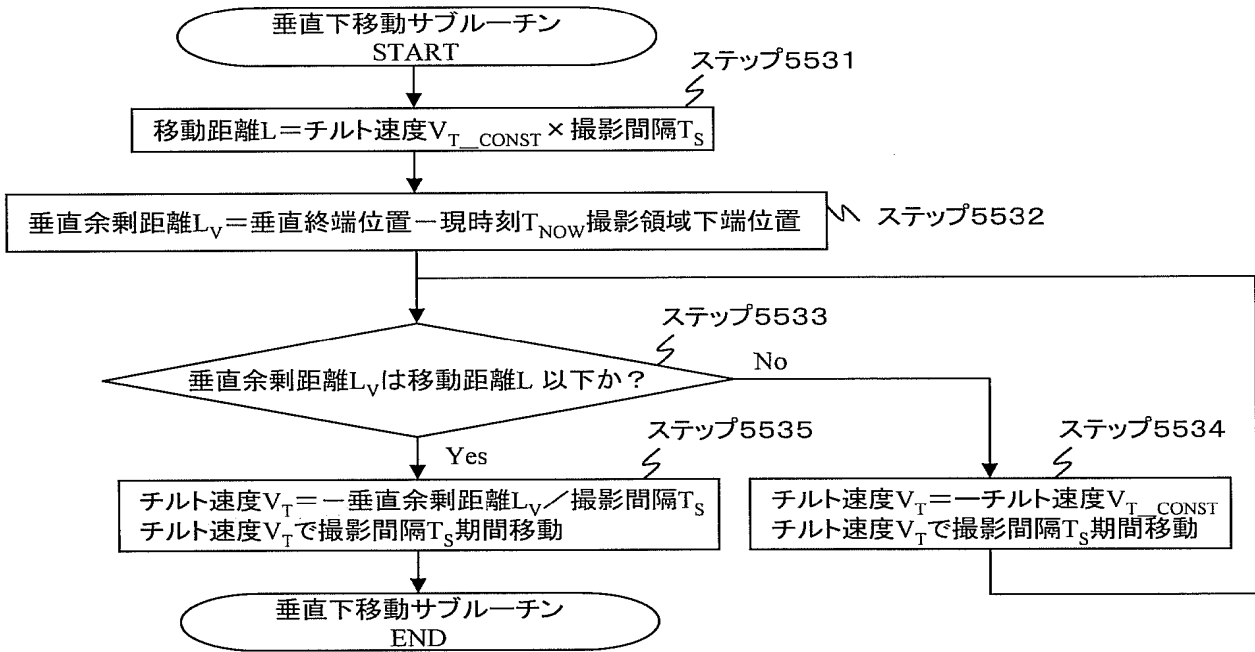 垂直下移動サブルーチン
START
ステップ5531
移動距離L=チルト速度V_T_CONST×撮影間隔T_S
垂直余剰距離L_V=垂直終端位置-現時刻T_NOW撮影領域下端位置
ステップ5532
ステップ5533
垂直余剰距離L_Vは移動距離L 以下か？
No
Yes
ステップ5535
チルト速度V_T=-垂直余剰距離L_V/撮影間隔T_S
チルト速度V_Tで撮影間隔T_S期間移動
ステップ5534
チルト速度V_T=-チルト速度V_T_CONST
チルト速度V_Tで撮影間隔T_S期間移動
垂直下移動サブルーチン
END